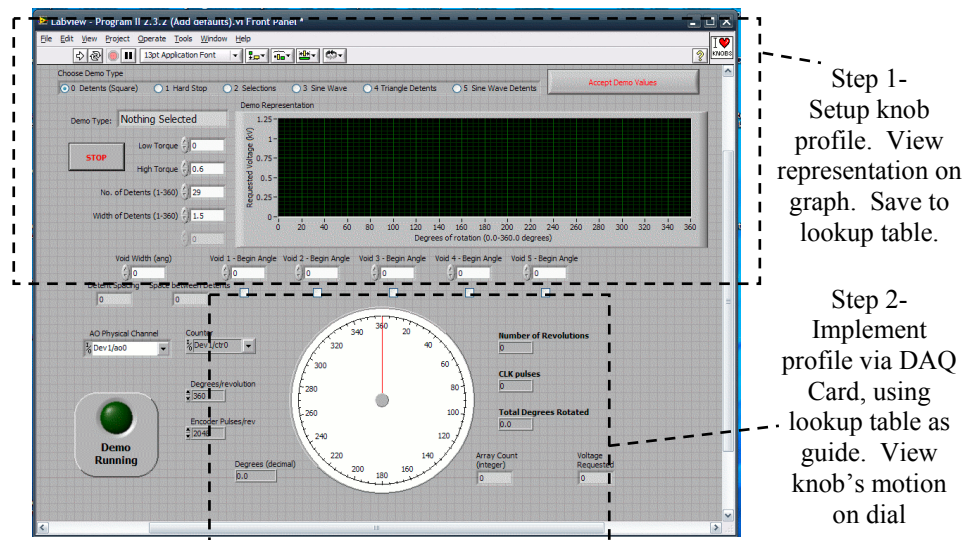 Labview - Program II 2.3.2 (Add defaults).vi Front Panel *
File Edit View Project Operate Tools Window Help
13pt Application Font
?
I
KNOBS
Choose Demo Type
0 Detents (Square) 1 Hard Stop 2 Selections 3 Sine Wave 4 Triangle Detents 5 Sine Wave Detents
Accept Demo Values
Demo Type: Nothing Selected
Demo Representation
STOP
Low Torque 0
High Torque 0.6
No. of Detents (1-360) 29
Width of Detents (1-360) 1.5
0
Requested Voltage (kV)
1.25
1
0.75
0.5
0.25
0
0 20 40 60 80 100 120 140 160 180 200 220 240 260 280 300 320 340 360
Degrees of rotation (0.0-360.0 degrees)
Void Width (ang) Void 1 - Begin Angle Void 2 - Begin Angle Void 3 - Begin Angle Void 4 - Begin Angle Void 5 - Begin Angle
0 0 0 0 0 0
Detent Spacing Space between Detents
0 0
AO Physical Channel
Dev1/ao0
Counter
Dev1/ctr0
Degrees/revolution
360
Encoder Pulses/rev
2048
Demo
Running
Degrees (decimal)
0.0
360 20 40 60 80 100 120 140 160 180 200 220 240 260 280 300 320 340
Number of Revolutions
0
CLK pulses
0
Total Degrees Rotated
0.0
Array Count
(integer)
0
Voltage
Requested
0
Step 1-
Setup knob
profile. View
representation on
graph. Save to
lookup table.
Step 2-
Implement
profile via DAQ
Card, using
lookup table as
guide. View
knob's motion
on dial